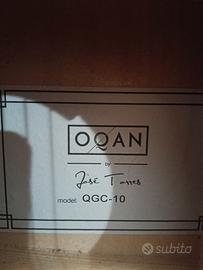 OQAN
by
José Torres
model: QGC-10
subito